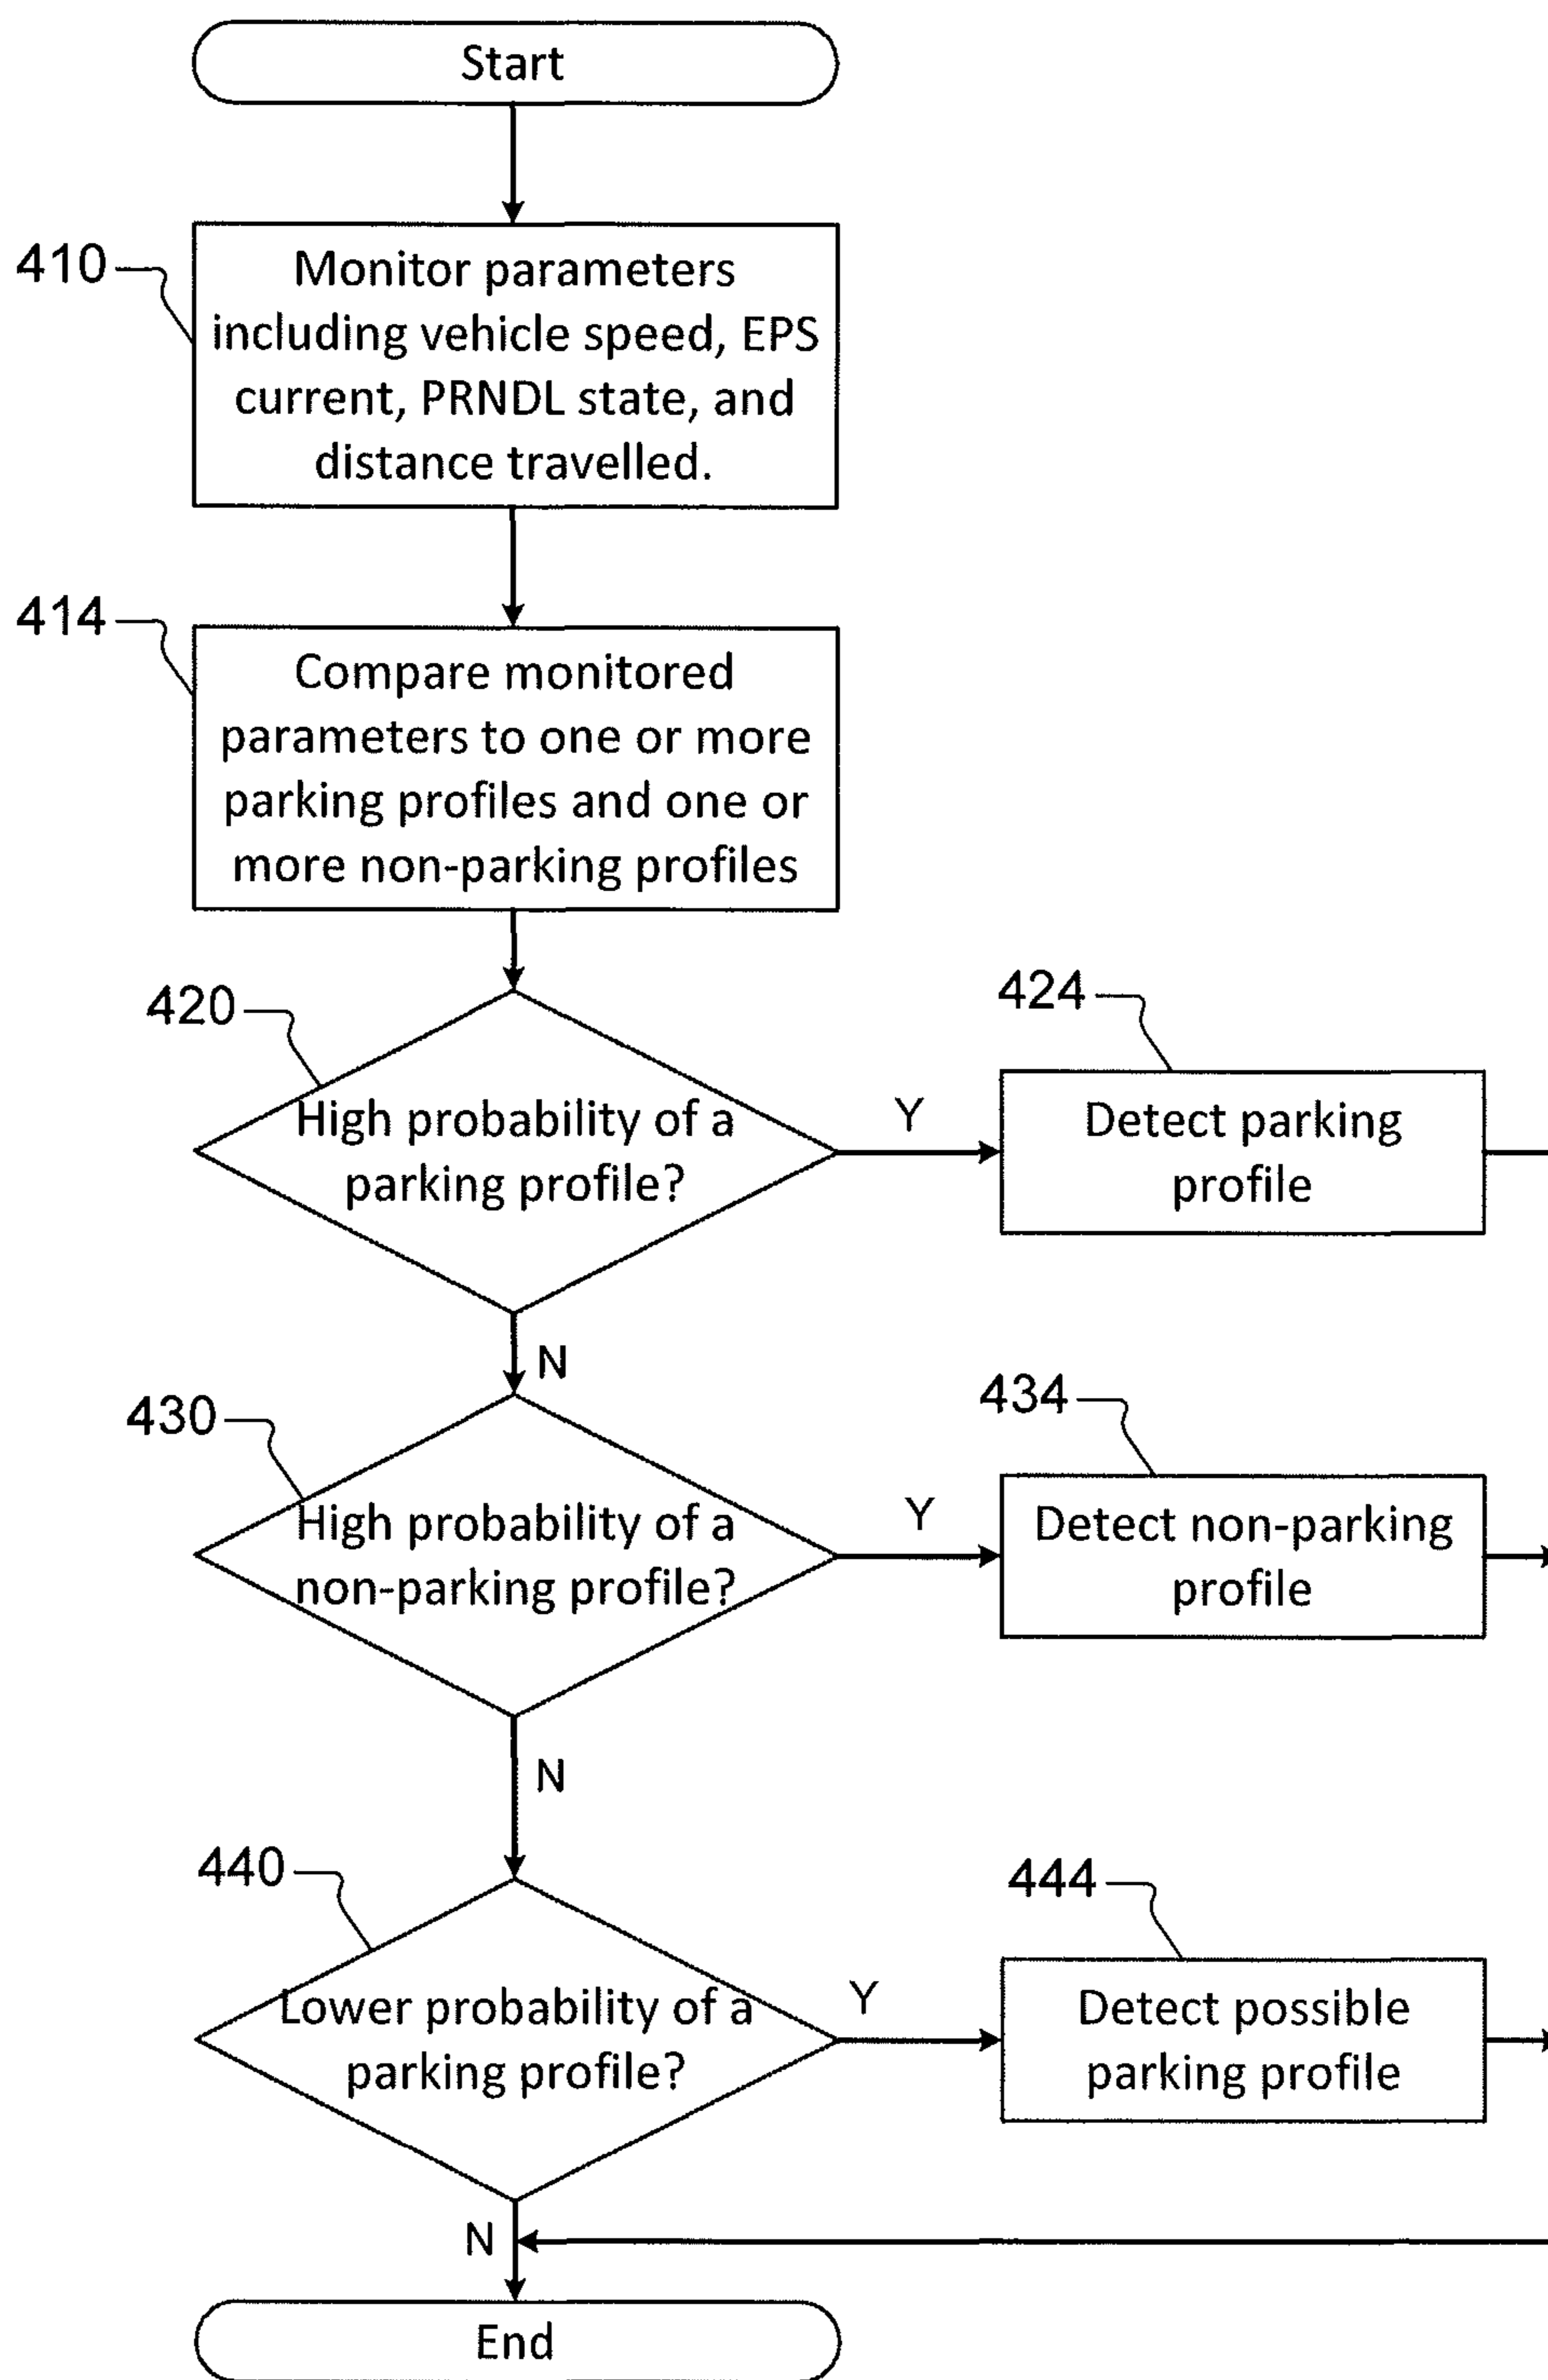 Start
410
Monitor parameters
including vehicle speed, EPS
current, PRNDL state, and
distance travelled.
414
Compare monitored
parameters to one or more
parking profiles and one or
more non-parking profiles
420
High probability of a
parking profile?
Y
424
Detect parking
profile
N
430
High probability of a
non-parking profile?
Y
434
Detect non-parking
profile
N
440
Lower probability of a
parking profile?
Y
444
Detect possible
parking profile
N
End